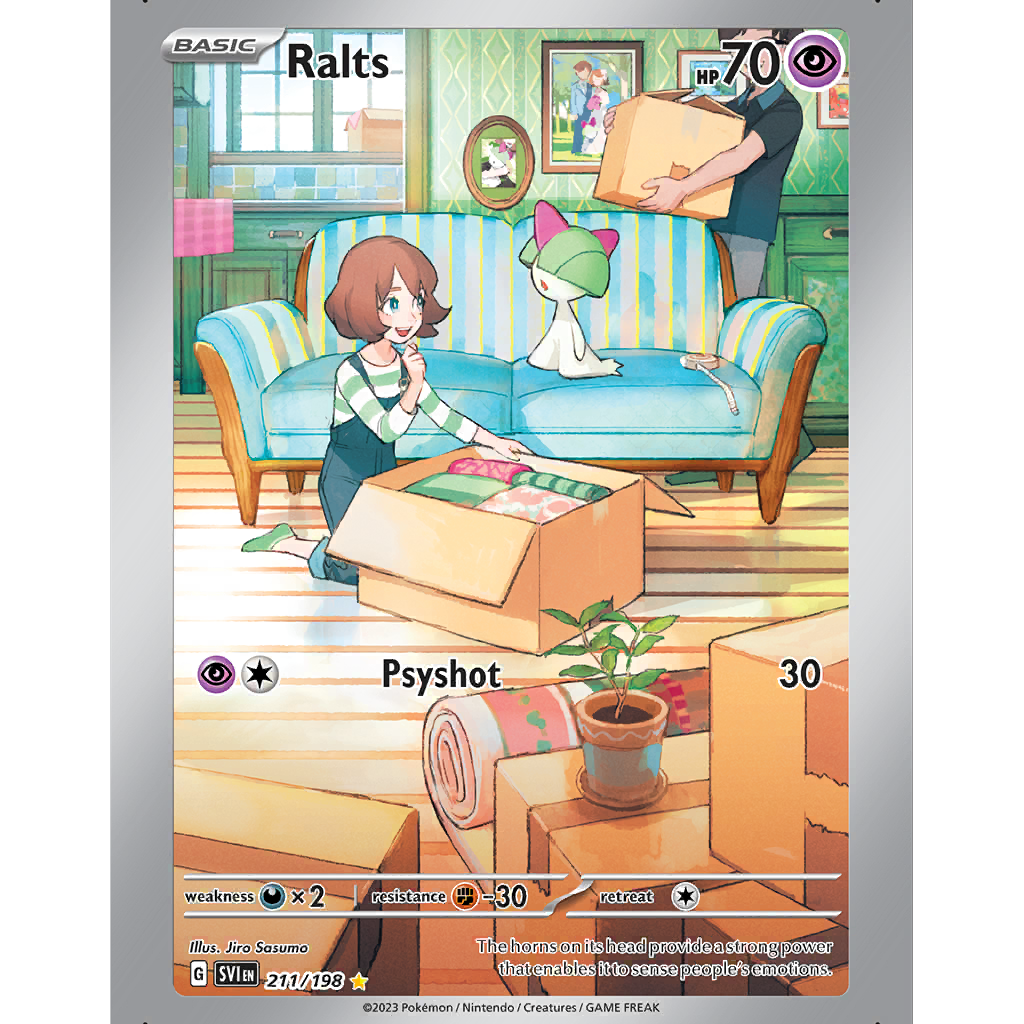 BASIC Ralts HP 70
Psyshot 30
weakness ×2 resistance -30 retreat
Illus. Jiro Sasumo
The horns on its head provide a strong power
that enables it to sense people's emotions.
G SVI EN 211/198
©2023 Pokémon / Nintendo / Creatures / GAME FREAK